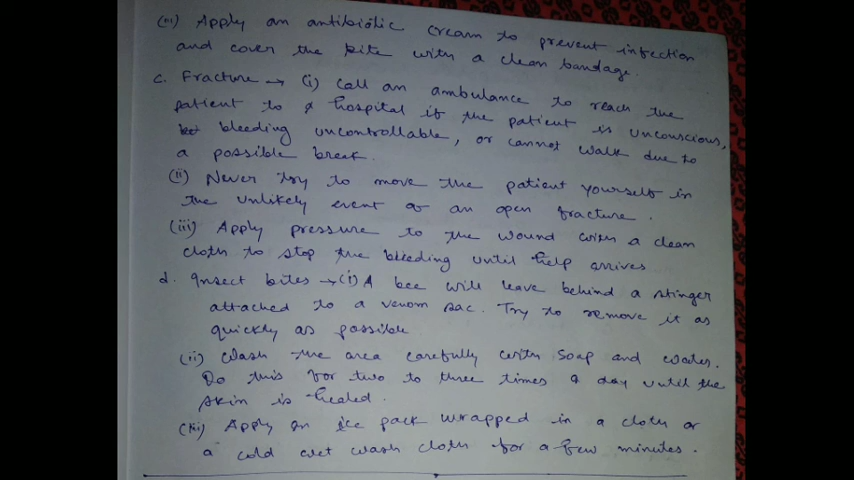 (iii) Apply an antibiotic cream to prevent infection
and cover the bite with a clean bandage.
c. Fracture → (i) Call an ambulance to reach the
patient to a hospital if the patient is unconscious,
bleeding uncontrollable, or cannot walk due to
a possible break.
(ii) Never try to move the patient yourself in
the unlikely event of an open fracture.
(iii) Apply pressure to the wound with a clean
cloth to stop the bleeding until help arrives
d. Insect bites → (i) A bee will leave behind a stinger
attached to a venom sac. Try to remove it as
quickly as possible
(ii) Wash the area carefully with soap and water.
Do this for two to three times a day until the
skin is healed.
(iii) Apply an ice pack wrapped in a cloth or
a cold wet wash cloth for a few minutes.